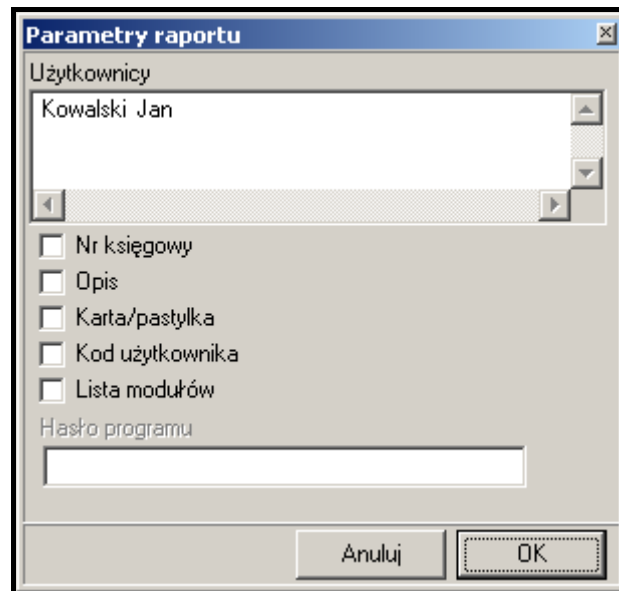 Parametry raportu
Użytkownicy
Kowalski Jan
Nr księgowy
Opis
Karta/pastylka
Kod użytkownika
Lista modułów
Hasło programu
Anuluj OK